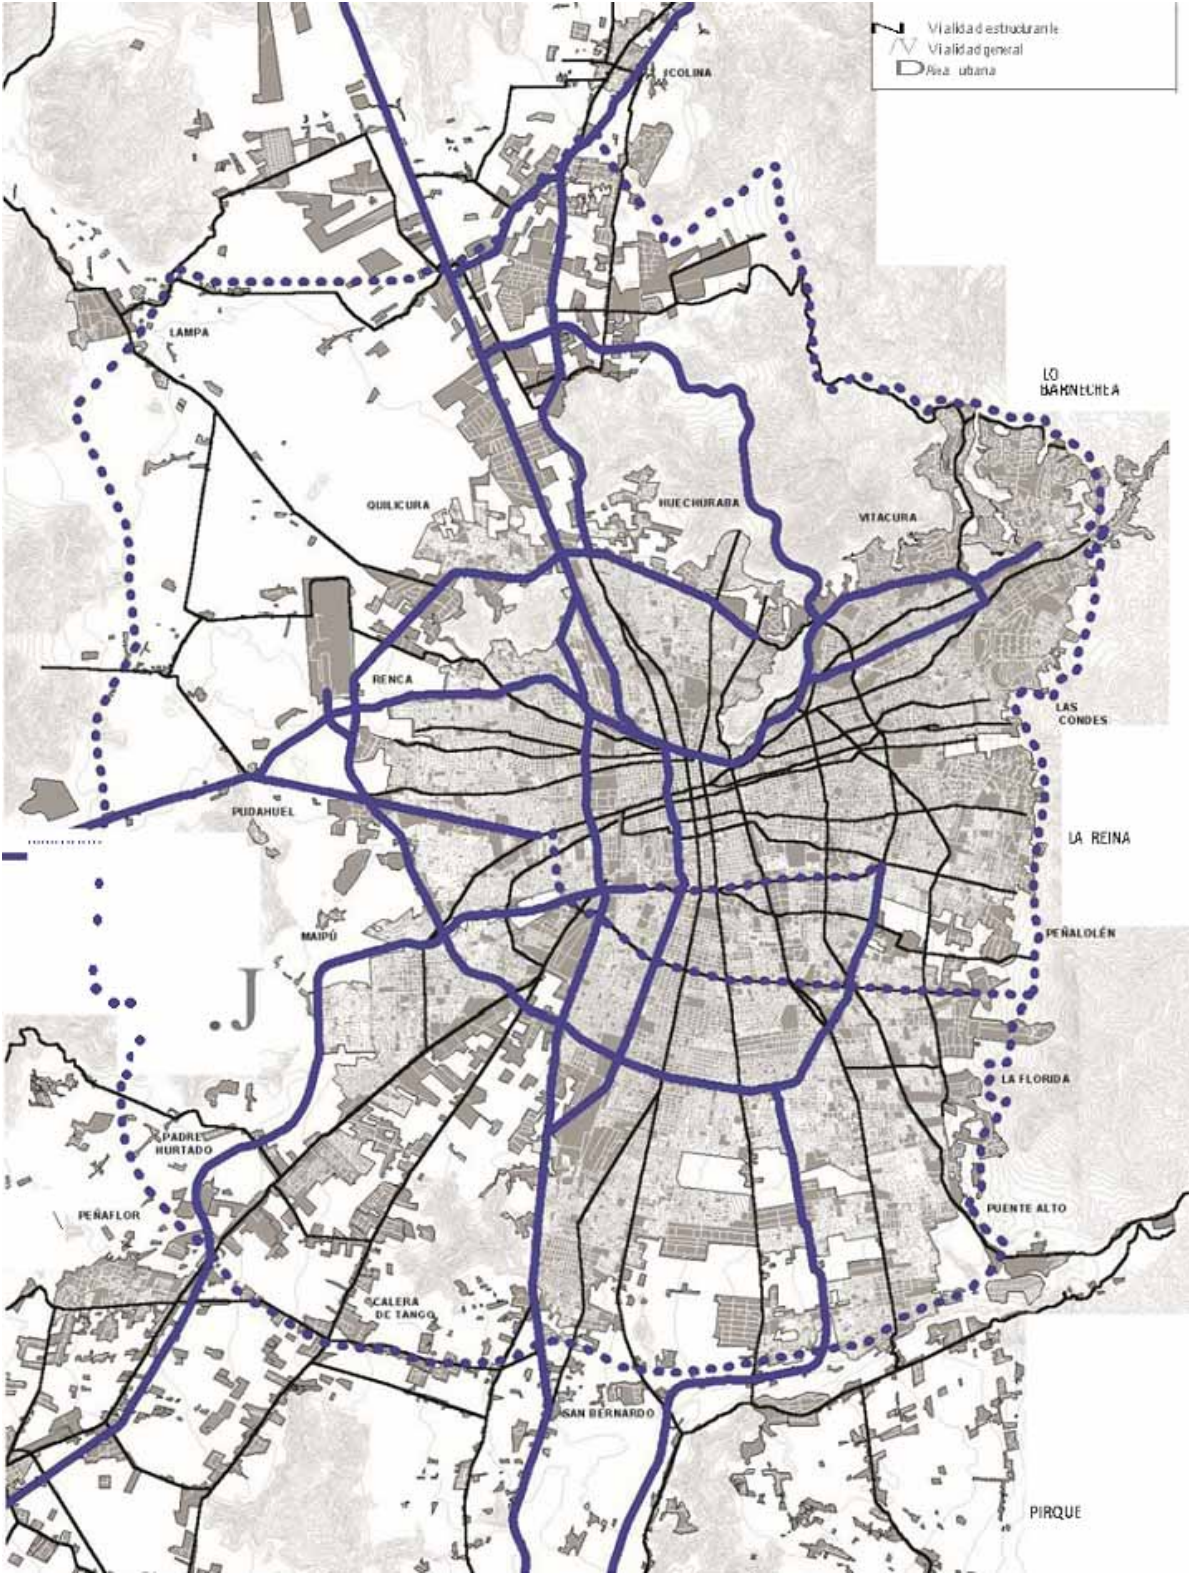 Vialidad estructurante
Vialidad general
Area urbana
COLINA
LAMPA
LO
BARNECHEA
QUILICURA
HUECHURABA
VITACURA
RENCA
LAS
CONDES
PUDAHUEL
LA REINA
MAIPÚ
PEÑALOLÉN
.J
LA FLORIDA
PADRE
HURTADO
PEÑAFLOR
PUENTE ALTO
CALERA
DE TANGO
SAN BERNARDO
PIRQUE